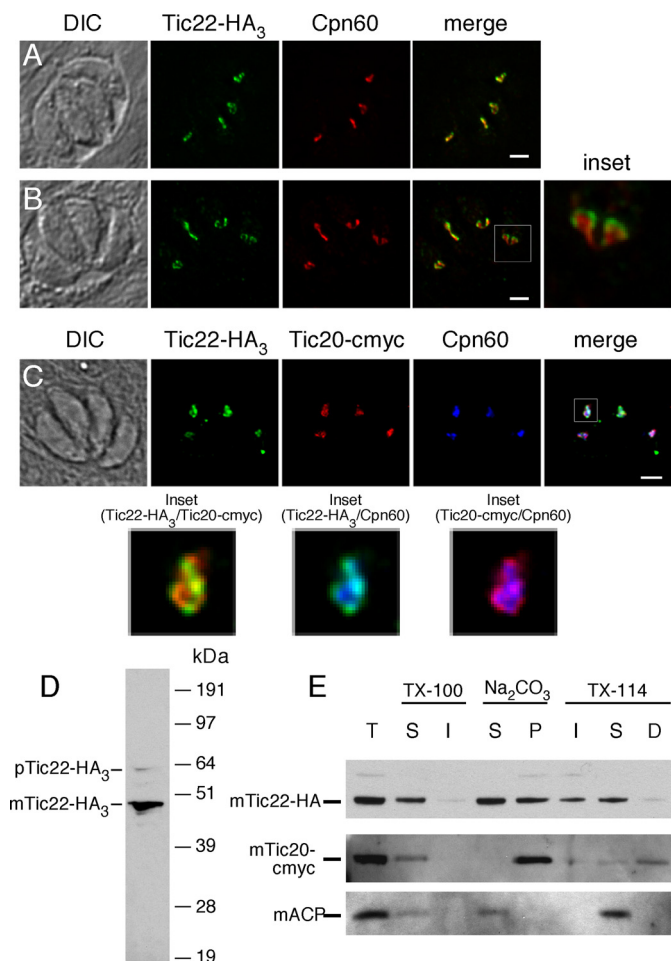 DIC Tic22-HA3 Cpn60 merge
A
inset
B
DIC Tic22-HA3 Tic20-cmyc Cpn60 merge
C
Inset (Tic22-HA3/Tic20-cmyc)
Inset (Tic22-HA3/Cpn60)
Inset (Tic20-cmyc/Cpn60)
D
kDa
191
97
pTic22-HA3 64
mTic22-HA3 51
39
28
19
E
TX-100 Na2CO3 TX-114
T S I S P I S D
mTic22-HA
mTic20-cmyc
mACP